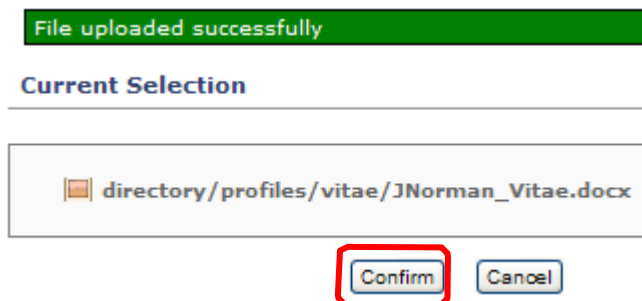 File uploaded successfully
Current Selection
directory/profiles/vitae/JNorman_Vitae.docx
Confirm Cancel